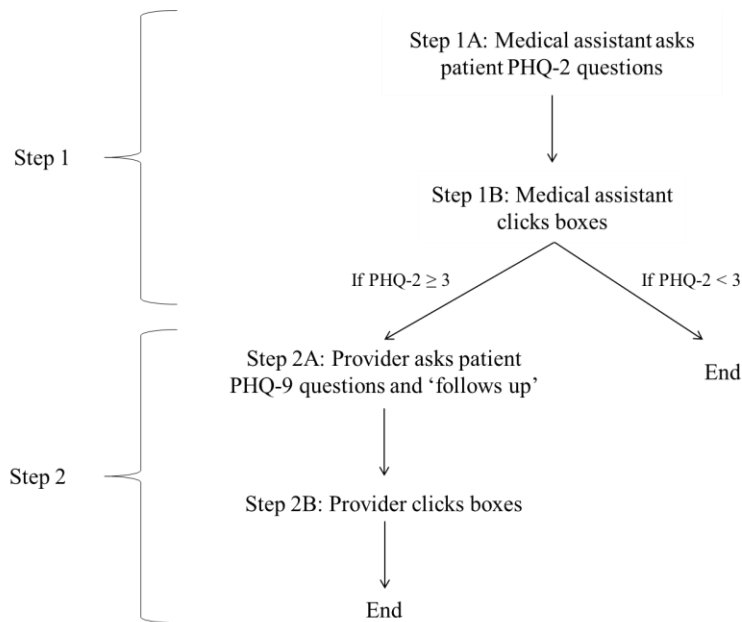 Step 1A: Medical assistant asks
patient PHQ-2 questions
Step 1
Step 1B: Medical assistant
clicks boxes
If PHQ-2 ≥ 3
If PHQ-2 < 3
Step 2A: Provider asks patient
PHQ-9 questions and ‘follows up’
End
Step 2
Step 2B: Provider clicks boxes
End